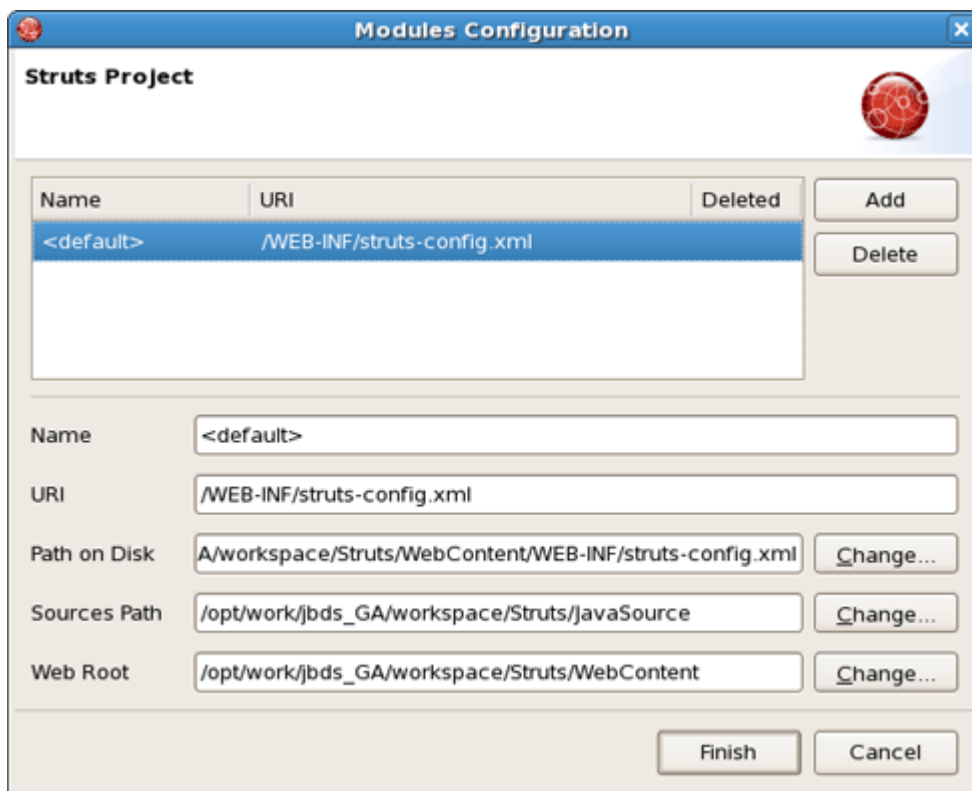 Modules Configuration
Struts Project
Name URI Deleted
<default> /WEB-INF/struts-config.xml
Add
Delete
Name <default>
URI /WEB-INF/struts-config.xml
Path on Disk A/workspace/Struts/WebContent/WEB-INF/struts-config.xml Change...
Sources Path /opt/work/jbds_GA/workspace/Struts/JavaSource Change...
Web Root /opt/work/jbds_GA/workspace/Struts/WebContent Change...
Finish Cancel